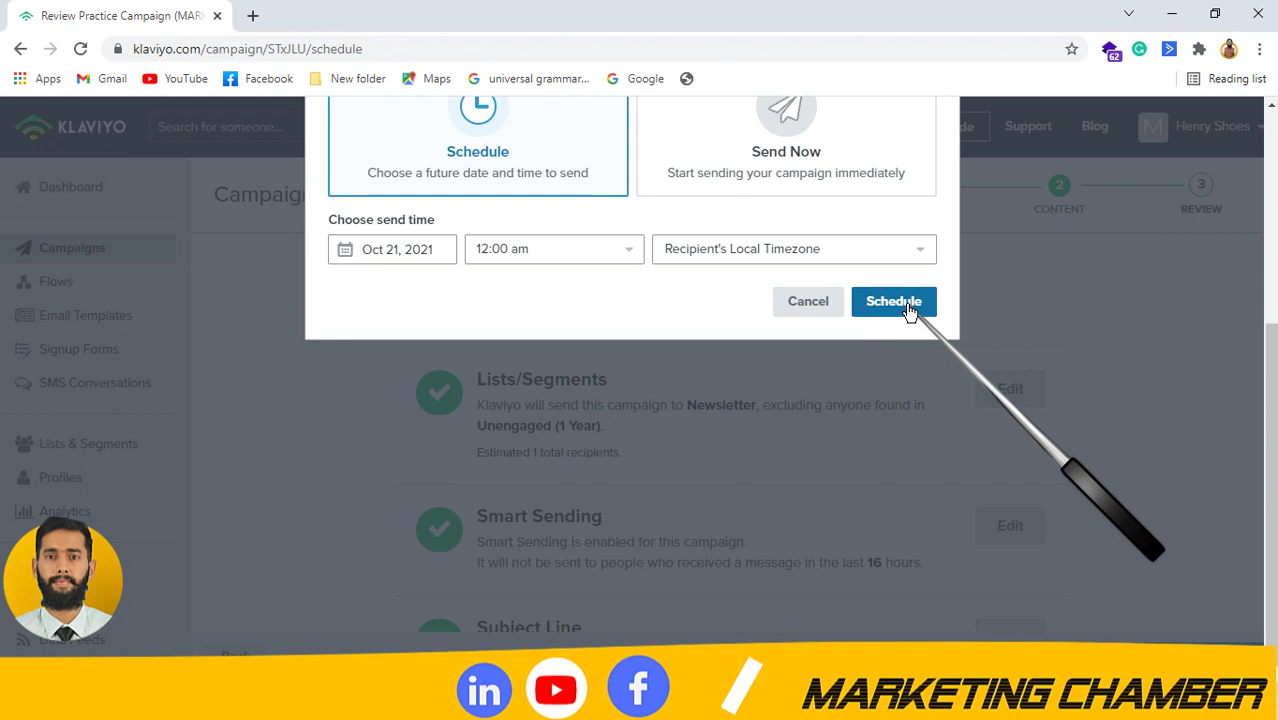 Review Practice Campaign (MAR
klaviyo.com/campaign/STxJLU/schedule
62
Apps Gmail YouTube Facebook New folder Maps universal grammar... Google Reading list
KLAVIYO Search for someone... de Support Blog M Henry Shoes
Dashboard
Campaigns
Flows
Email Templates
Signup Forms
SMS Conversations
Lists & Segments
Profiles
Analytics
Campaign
2 3
CONTENT REVIEW
Schedule
Choose a future date and time to send
Send Now
Start sending your campaign immediately
Choose send time
Oct 21, 2021 12:00 am Recipient's Local Timezone
Cancel Schedule
Lists/Segments Edit
Klaviyo will send this campaign to Newsletter, excluding anyone found in
Unengaged (1 Year).
Estimated 1 total recipients.
Smart Sending Edit
Smart Sending is enabled for this campaign.
It will not be sent to people who received a message in the last 16 hours.
Subject Line
in f MARKETING CHAMBER